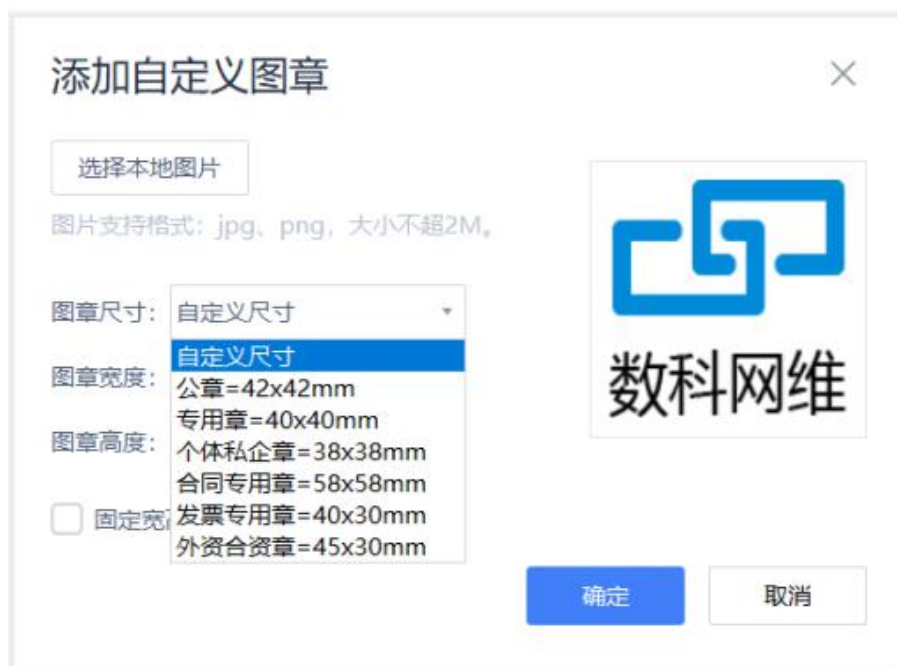 添加自定义图章
选择本地图片
图片支持格式：jpg、png，大小不超2M。
图章尺寸：自定义尺寸
自定义尺寸
图章宽度：
公章=42x42mm
专用章=40x40mm
图章高度：
个体私企章=38x38mm
合同专用章=58x58mm
固定宽
发票专用章=40x30mm
外资合资章=45x30mm
数科网维
确定
取消